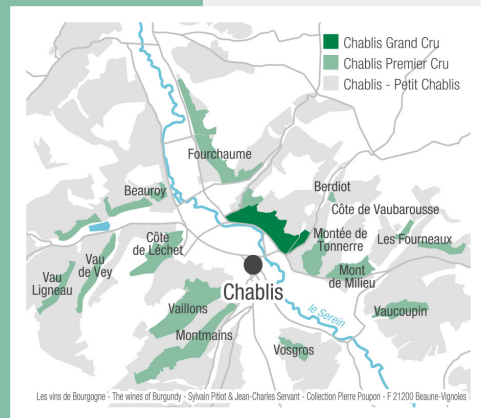 Chablis Grand Cru
Chablis Premier Cru
Chablis - Petit Chablis
Fourchaume
Beauroy
Berdiot
Côte de Vaubarousse
Côte
de Léchet
Montée de
Tonnerre
Les Fourneaux
Vau
de Vey
Vau
Ligneau
Mont
de Milieu
Chablis
Vaillons
le Serein
Vaucoupin
Montmains
Vosgros
Les vins de Bourgogne - The wines of Burgundy - Sylvain Pitiot & Jean-Charles Servant - Collection Pierre Poupon - F 21200 Beaune-Vignoles